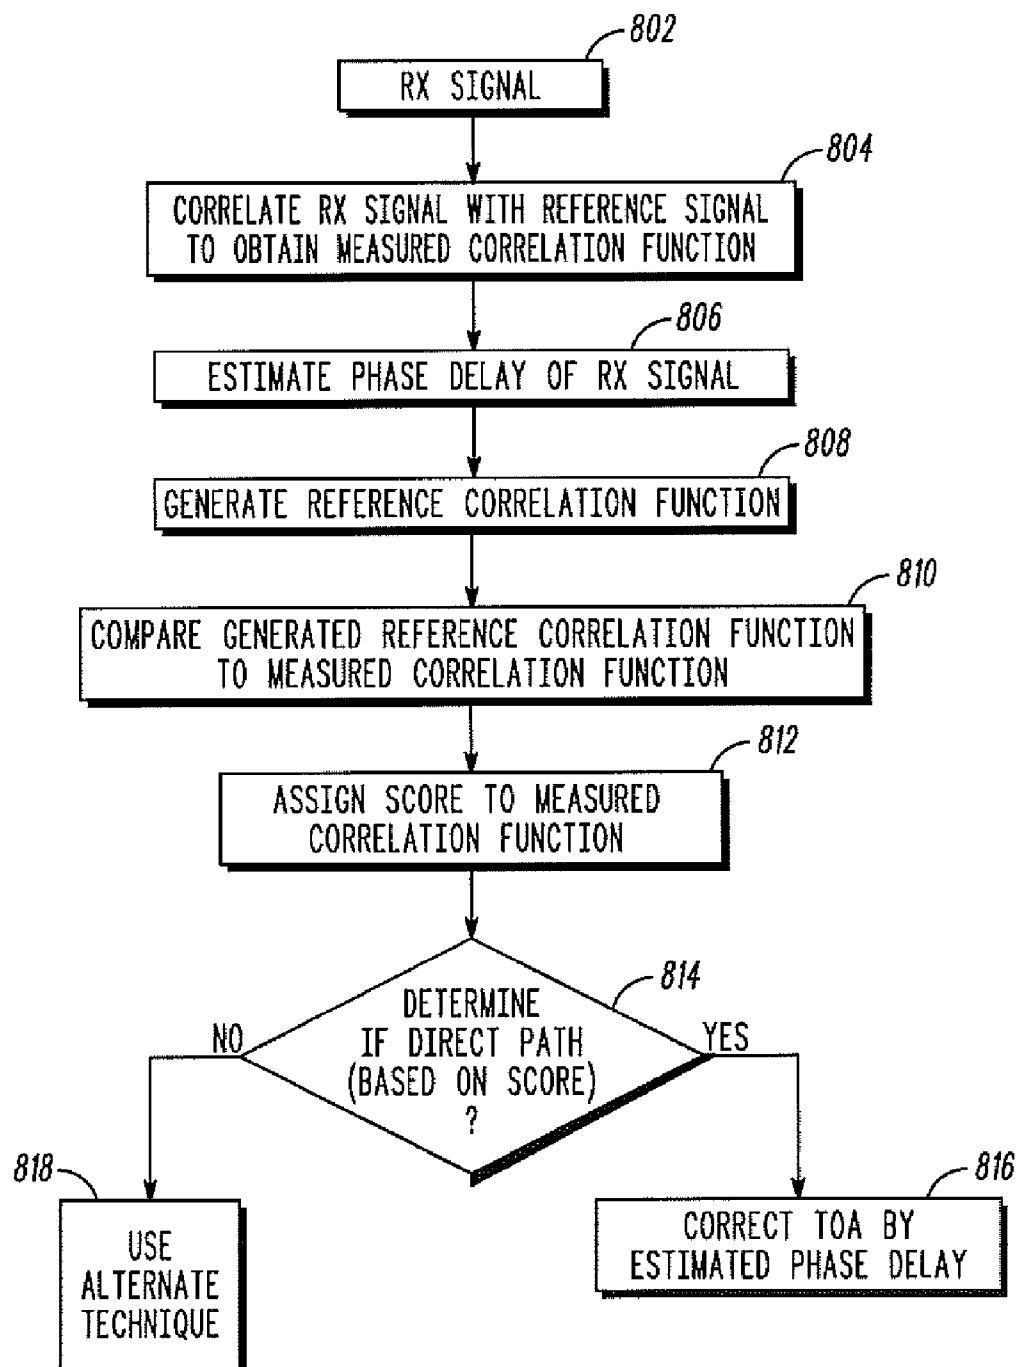 802
RX SIGNAL
804
CORRELATE RX SIGNAL WITH REFERENCE SIGNAL
TO OBTAIN MEASURED CORRELATION FUNCTION
806
ESTIMATE PHASE DELAY OF RX SIGNAL
808
GENERATE REFERENCE CORRELATION FUNCTION
810
COMPARE GENERATED REFERENCE CORRELATION FUNCTION
TO MEASURED CORRELATION FUNCTION
812
ASSIGN SCORE TO MEASURED
CORRELATION FUNCTION
814
DETERMINE
IF DIRECT PATH
(BASED ON SCORE)
?
NO
YES
818
USE
ALTERNATE
TECHNIQUE
816
CORRECT TOA BY
ESTIMATED PHASE DELAY